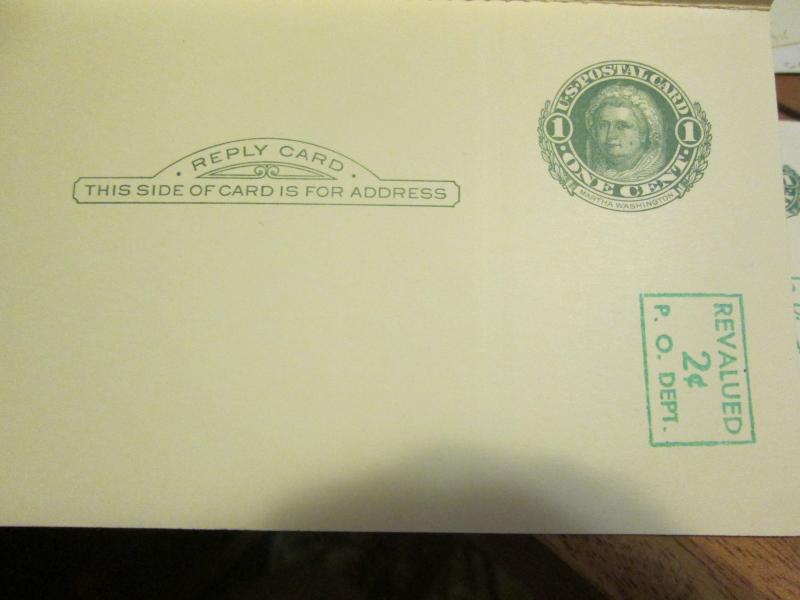 REPLY CARD
THIS SIDE OF CARD IS FOR ADDRESS
U·S·POSTAL CARD
1 1
·ONE CENT·
MARTHA WASHINGTON
REVALUED
2¢
P. O. DEPT.